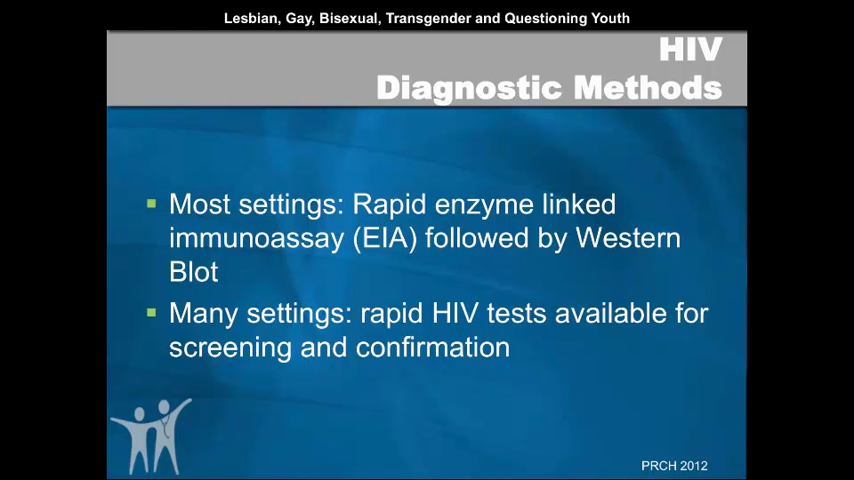 Lesbian, Gay, Bisexual, Transgender and Questioning Youth
HIV
Diagnostic Methods
Most settings: Rapid enzyme linked
immunoassay (EIA) followed by Western
Blot
Many settings: rapid HIV tests available for
screening and confirmation
PRCH 2012